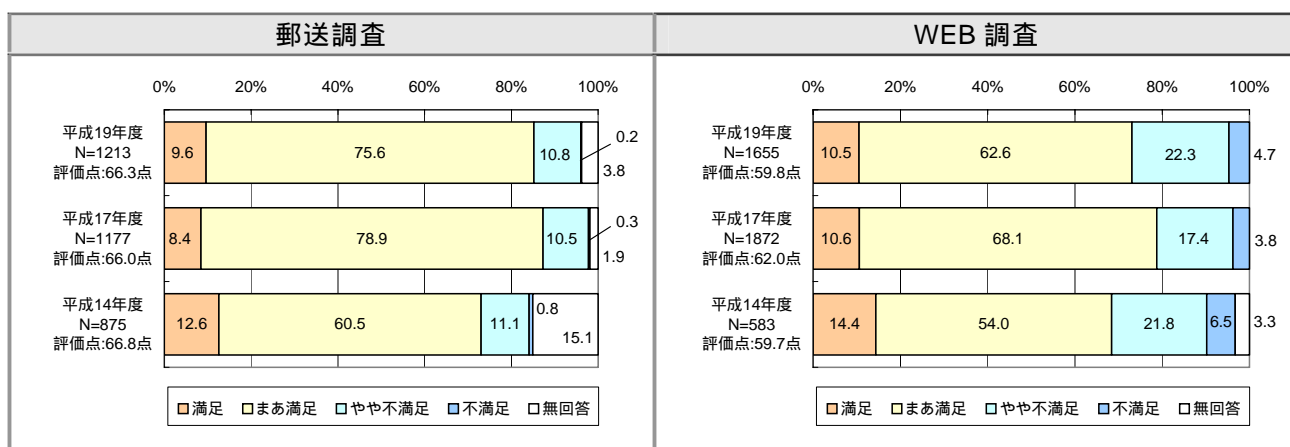 郵送調査
0% 20% 40% 60% 80% 100%
平成19年度
N=1213
評価点:66.3点
9.6 75.6 10.8 0.2
3.8
平成17年度
N=1177
評価点:66.0点
8.4 78.9 10.5 0.3
1.9
平成14年度
N=875
評価点:66.8点
12.6 60.5 11.1 0.8
15.1
満足 まあ満足 やや不満足 不満足 無回答
WEB 調査
0% 20% 40% 60% 80% 100%
平成19年度
N=1655
評価点:59.8点
10.5 62.6 22.3 4.7
平成17年度
N=1872
評価点:62.0点
10.6 68.1 17.4 3.8
平成14年度
N=583
評価点:59.7点
14.4 54.0 21.8 6.5 3.3
満足 まあ満足 やや不満足 不満足 無回答